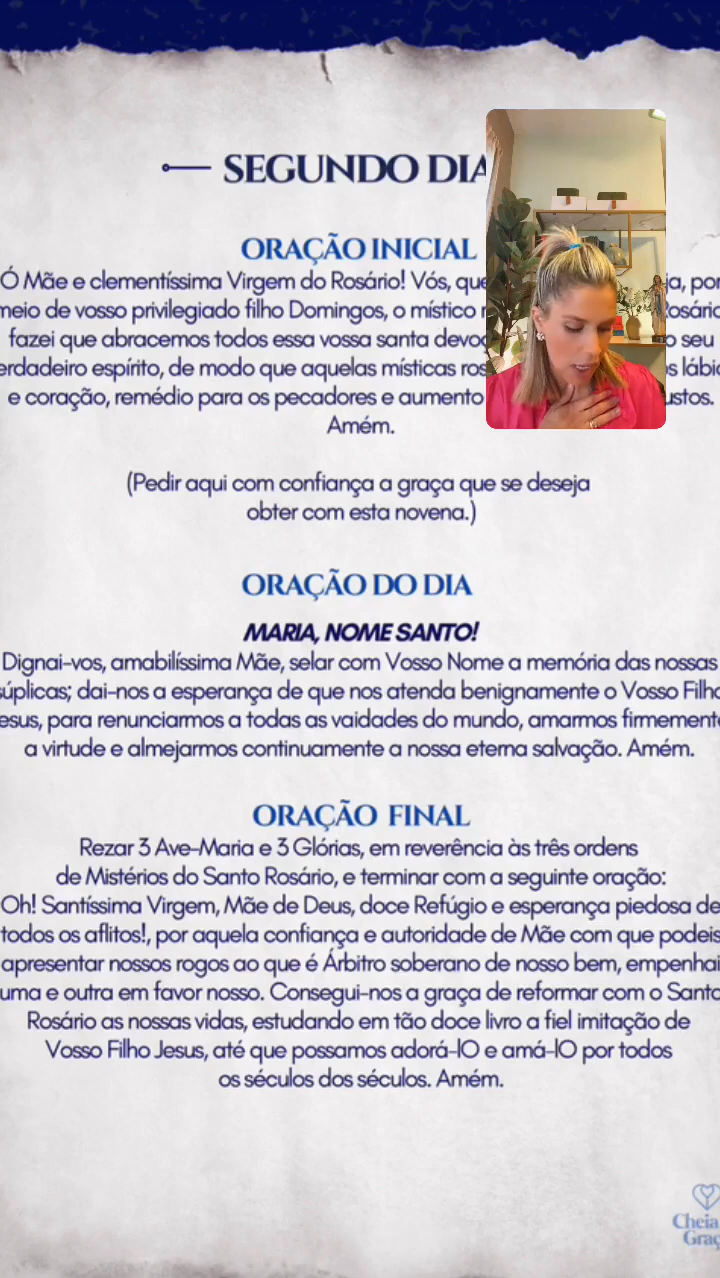 SEGUNDO DIA
ORAÇÃO INICIAL
Ó Mãe e clementíssima Virgem do Rosário! Vós, que ia, por
meio de vosso privilegiado filho Domingos, o místico
fazei que abracemos todos essa vossa santa o seu
verdadeiro espírito, de modo que aquelas místicas
e coração, remédio para os pecadores e aumento
Amém.
(Pedir aqui com confiança a graça que se deseja
obter com esta novena.)
ORAÇÃO DO DIA
MARIA, NOME SANTO!
Dignai-vos, amabilíssima Mãe, selar com Vosso Nome a memória das nossas
súplicas; dai-nos a esperança de que nos atenda benignamente o Vosso Filho
esus, para renunciarmos a todas as vaidades do mundo, amarmos firmemente
a virtude e almejarmos continuamente a nossa eterna salvação. Amém.
ORAÇÃO FINAL
Rezar 3 Ave-Maria e 3 Glórias, em reverência às três ordens
de Mistérios do Santo Rosário, e terminar com a seguinte oração:
Oh! Santíssima Virgem, Mãe de Deus, doce Refúgio e esperança piedosa de
todos os aflitos!, por aquela confiança e autoridade de Mãe com que podeis
apresentar nossos rogos ao que é Árbitro soberano de nosso bem, empenhai
uma e outra em favor nosso. Consegui-nos a graça de reformar com o Santo
Rosário as nossas vidas, estudando em tão doce livro a fiel imitação de
Vosso Filho Jesus, até que possamos adorá-lO e amá-lO por todos
os séculos dos séculos. Amém.
Cheia
Graç